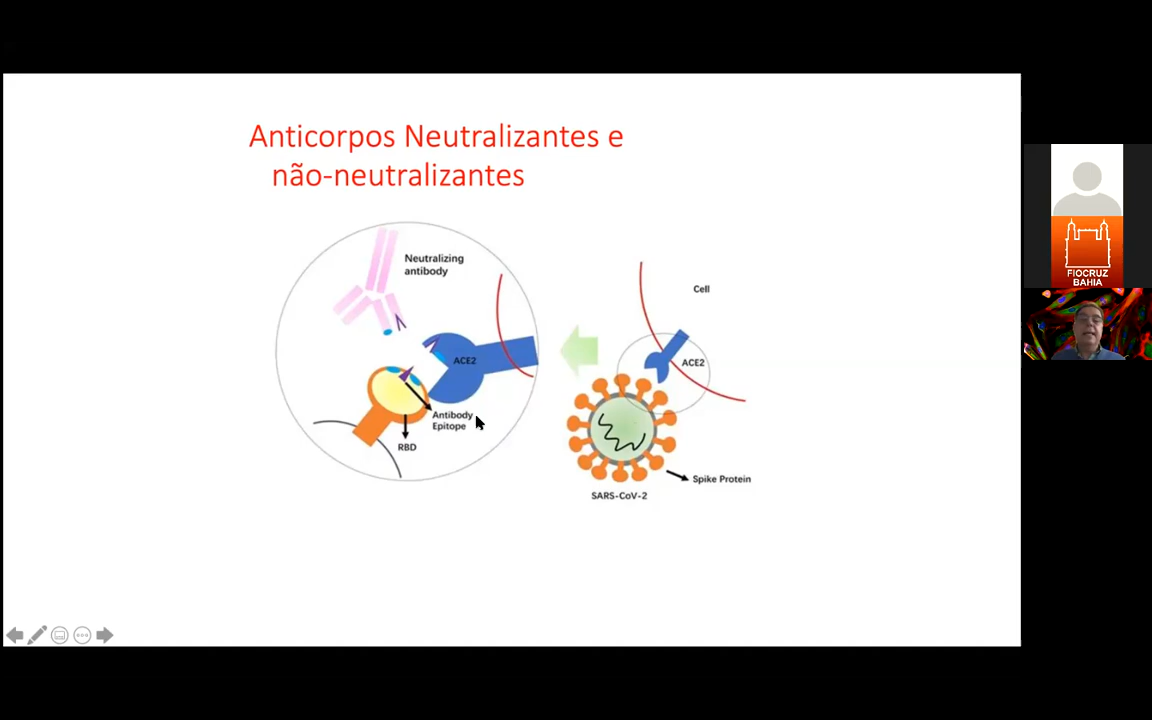 Anticorpos Neutralizantes e
não-neutralizantes
Neutralizing
antibody
ACE2
Antibody
Epitope
RBD
Cell
ACE2
Spike Protein
SARS-CoV-2
FIOCRUZ
BAHIA